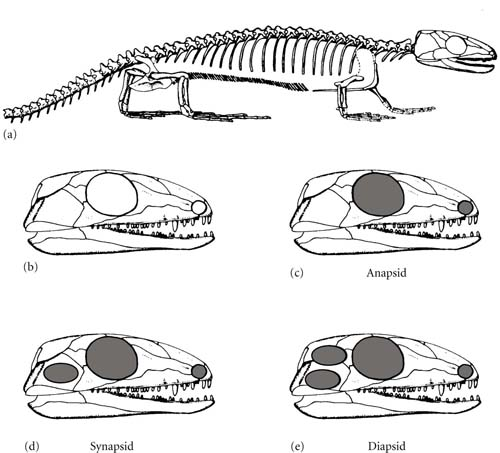 (a)
(b)
(c) Anapsid
(d) Synapsid
(e) Diapsid